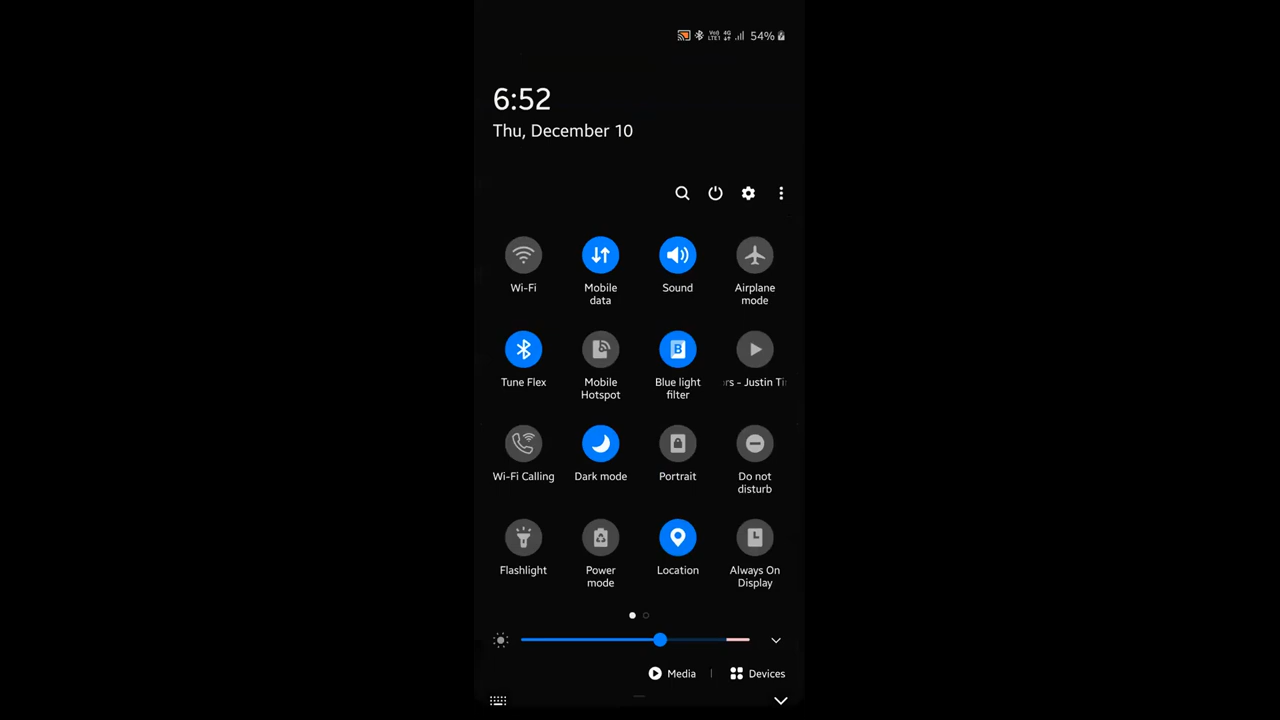 VoLTE1 4G 54%
6:52
Thu, December 10
Wi-Fi
Mobile
data
Sound
Airplane
mode
Tune Flex
Mobile
Hotspot
Blue light
filter
rs - Justin Ti
Wi-Fi Calling
Dark mode
Portrait
Do not
disturb
Flashlight
Power
mode
Location
Always On
Display
Media
Devices